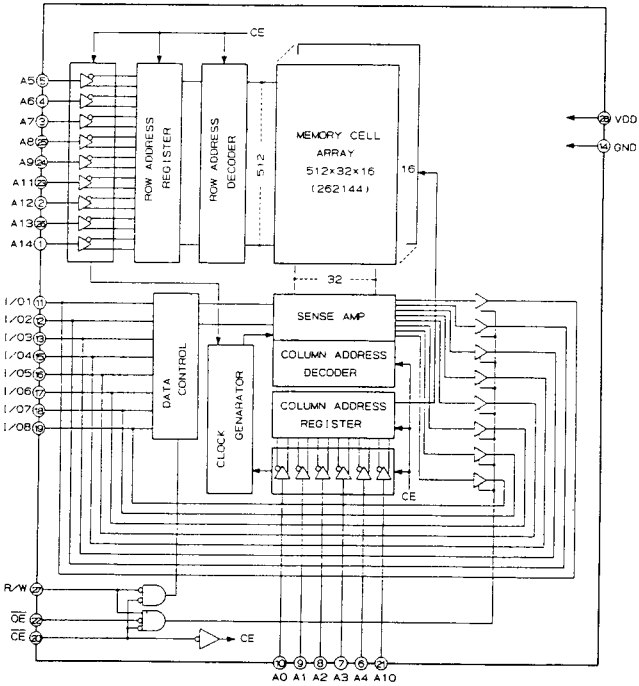 CE
A5 5
A6 4
A7 3
A8 25
A9 24
A11 23
A12 2
A13 26
A14 1
ROW ADDRESS
REGISTER
ROW ADDRESS
DECODER
512
MEMORY CELL
ARRAY
512×32×16
(262144)
16
28 VDD
14 GND
32
I/O1 11
I/O2 12
I/O3 13
I/O4 15
I/O5 16
I/O6 17
I/O7 18
I/O8 19
DATA
CONTROL
CLOCK
GENARATOR
SENSE AMP
COLUMN ADDRESS
DECODER
COLUMN ADDRESS
REGISTER
CE
R/W 27
OE 22
CE 20
CE
10 9 8 7 6 21
A0 A1 A2 A3 A4 A10